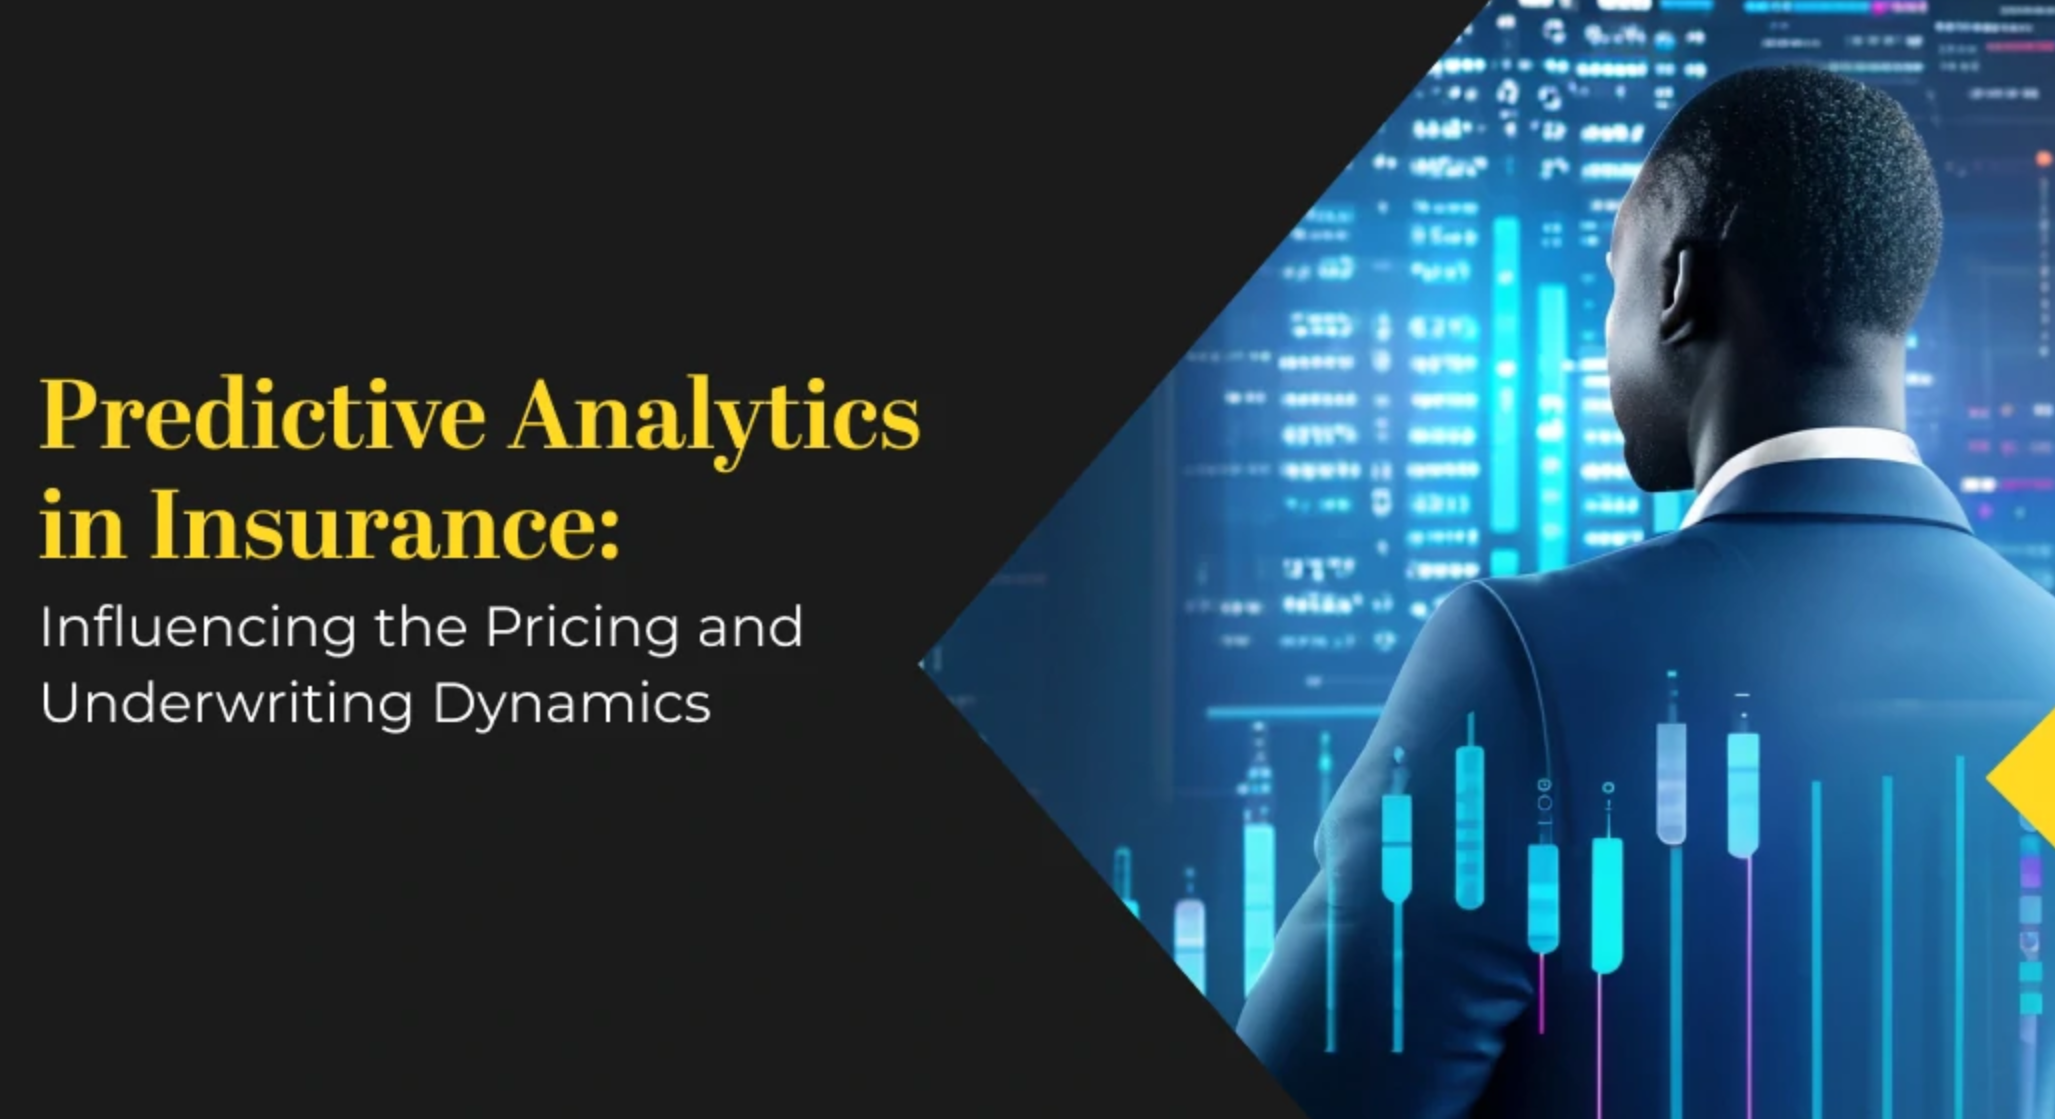 Predictive Analytics
in Insurance:
Influencing the Pricing and
Underwriting Dynamics